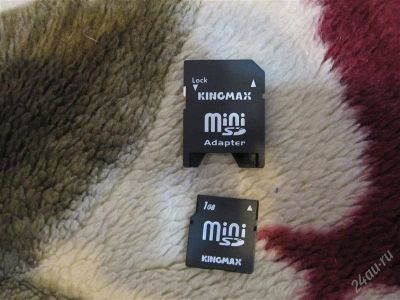 Lock
KINGMAX
mini
SD
Adapter
1GB
mini
SD
KINGMAX
24au.ru